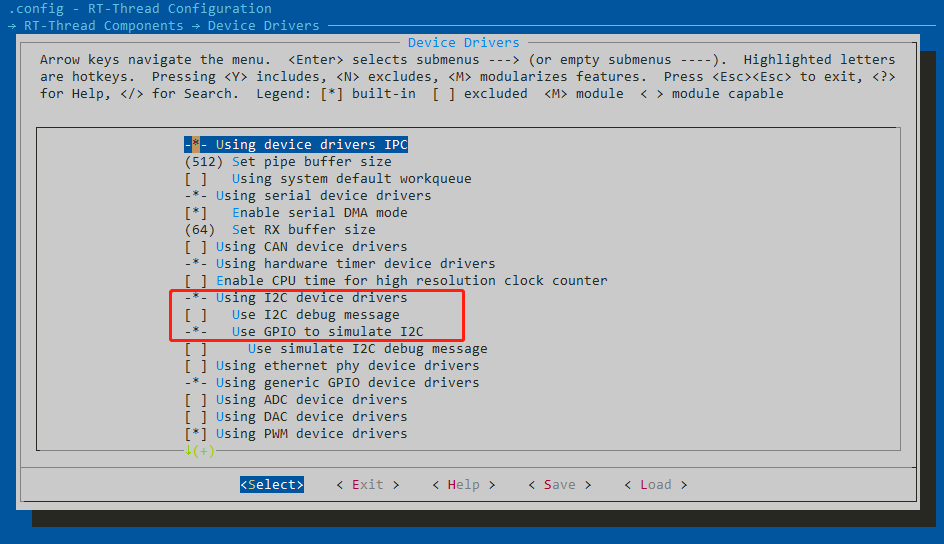 .config - RT-Thread Configuration
→ RT-Thread Components → Device Drivers
Device Drivers
Arrow keys navigate the menu.  <Enter> selects submenus ---> (or empty submenus ----).  Highlighted letters
are hotkeys.  Pressing <Y> includes, <N> excludes, <M> modularizes features.  Press <Esc><Esc> to exit, <?>
for Help, </> for Search.  Legend: [*] built-in  [ ] excluded  <M> module  < > module capable
-*- Using device drivers IPC
(512) Set pipe buffer size
[ ]   Using system default workqueue
-*- Using serial device drivers
[*]   Enable serial DMA mode
(64)  Set RX buffer size
[ ] Using CAN device drivers
-*- Using hardware timer device drivers
[ ] Enable CPU time for high resolution clock counter
-*- Using I2C device drivers
[ ]   Use I2C debug message
-*-   Use GPIO to simulate I2C
[ ]     Use simulate I2C debug message
[ ] Using ethernet phy device drivers
-*- Using generic GPIO device drivers
[ ] Using ADC device drivers
[ ] Using DAC device drivers
[*] Using PWM device drivers
↓(+)
<Select>    < Exit >    < Help >    < Save >    < Load >